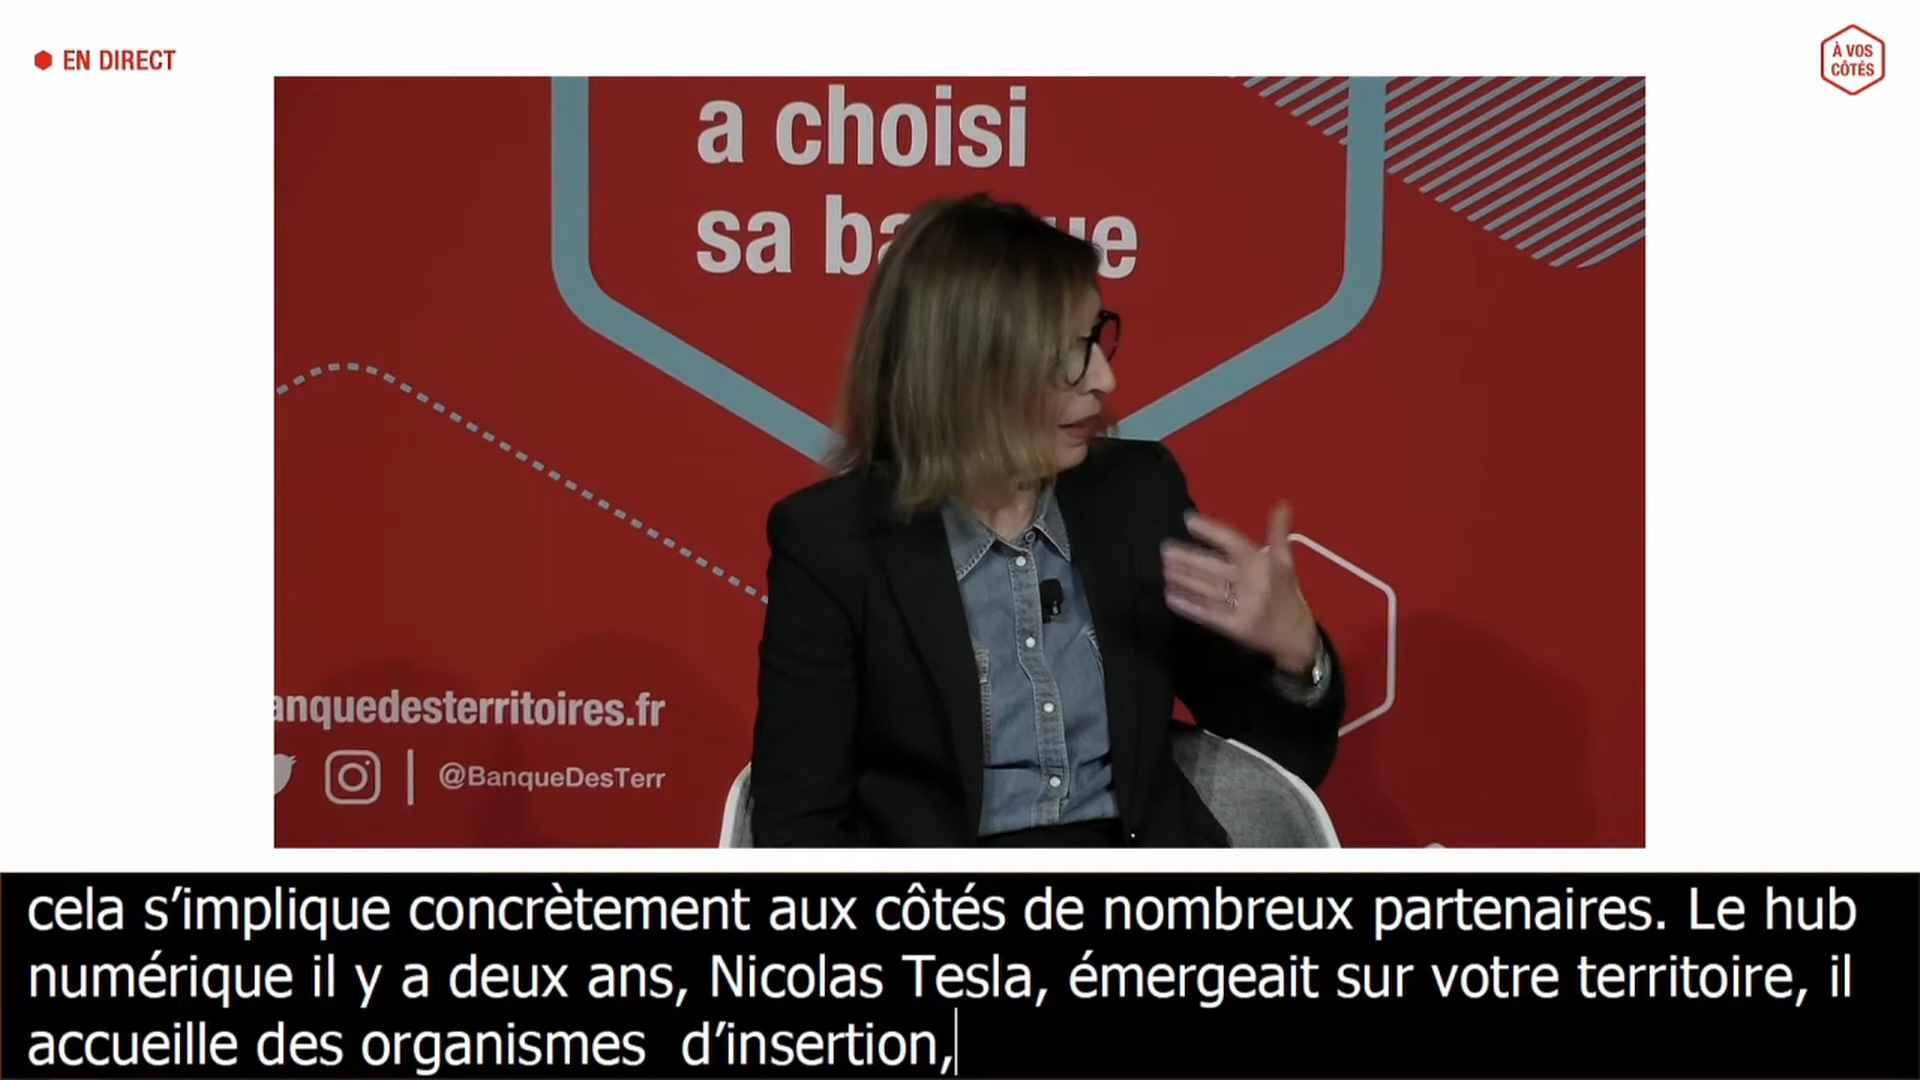 EN DIRECT
À VOS
CÔTÉS
a choisi
sa
anquedesterritoires.fr
@BanqueDesTerr
cela s’implique concrètement aux côtés de nombreux partenaires. Le hub
numérique il y a deux ans, Nicolas Tesla, émergeait sur votre territoire, il
accueille des organismes  d’insertion,